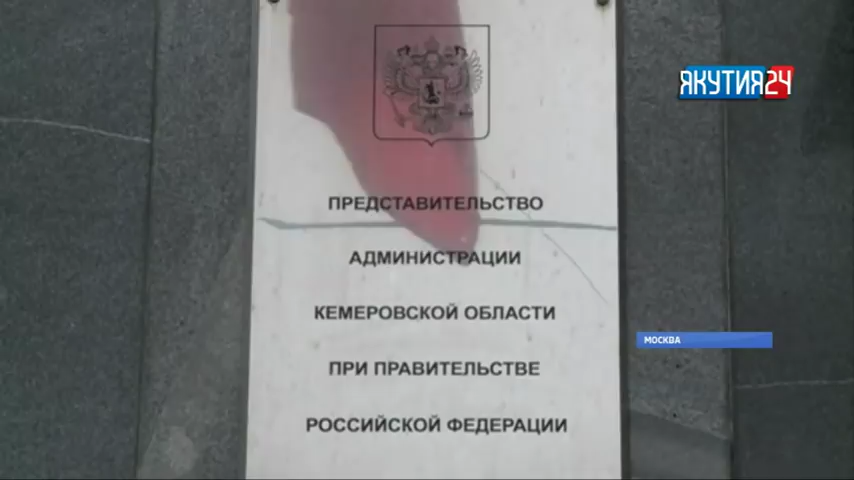 ЯКУТИЯ24
ПРЕДСТАВИТЕЛЬСТВО
АДМИНИСТРАЦИИ
КЕМЕРОВСКОЙ ОБЛАСТИ
МОСКВА
ПРИ ПРАВИТЕЛЬСТВЕ
РОССИЙСКОЙ ФЕДЕРАЦИИ